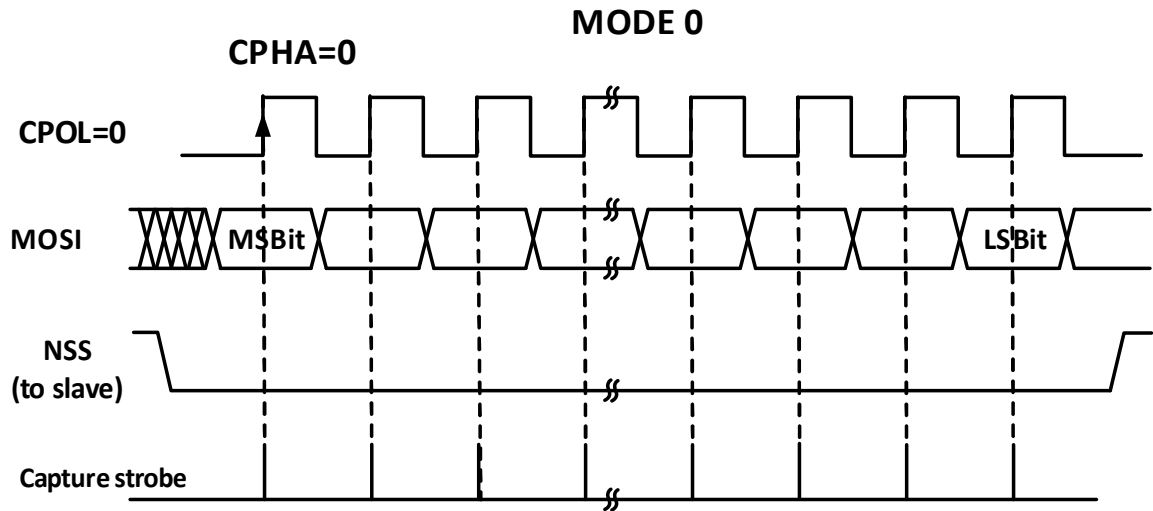 MODE 0
CPHA=0
CPOL=0
MOSI
MSBit
LSBit
NSS
(to slave)
Capture strobe